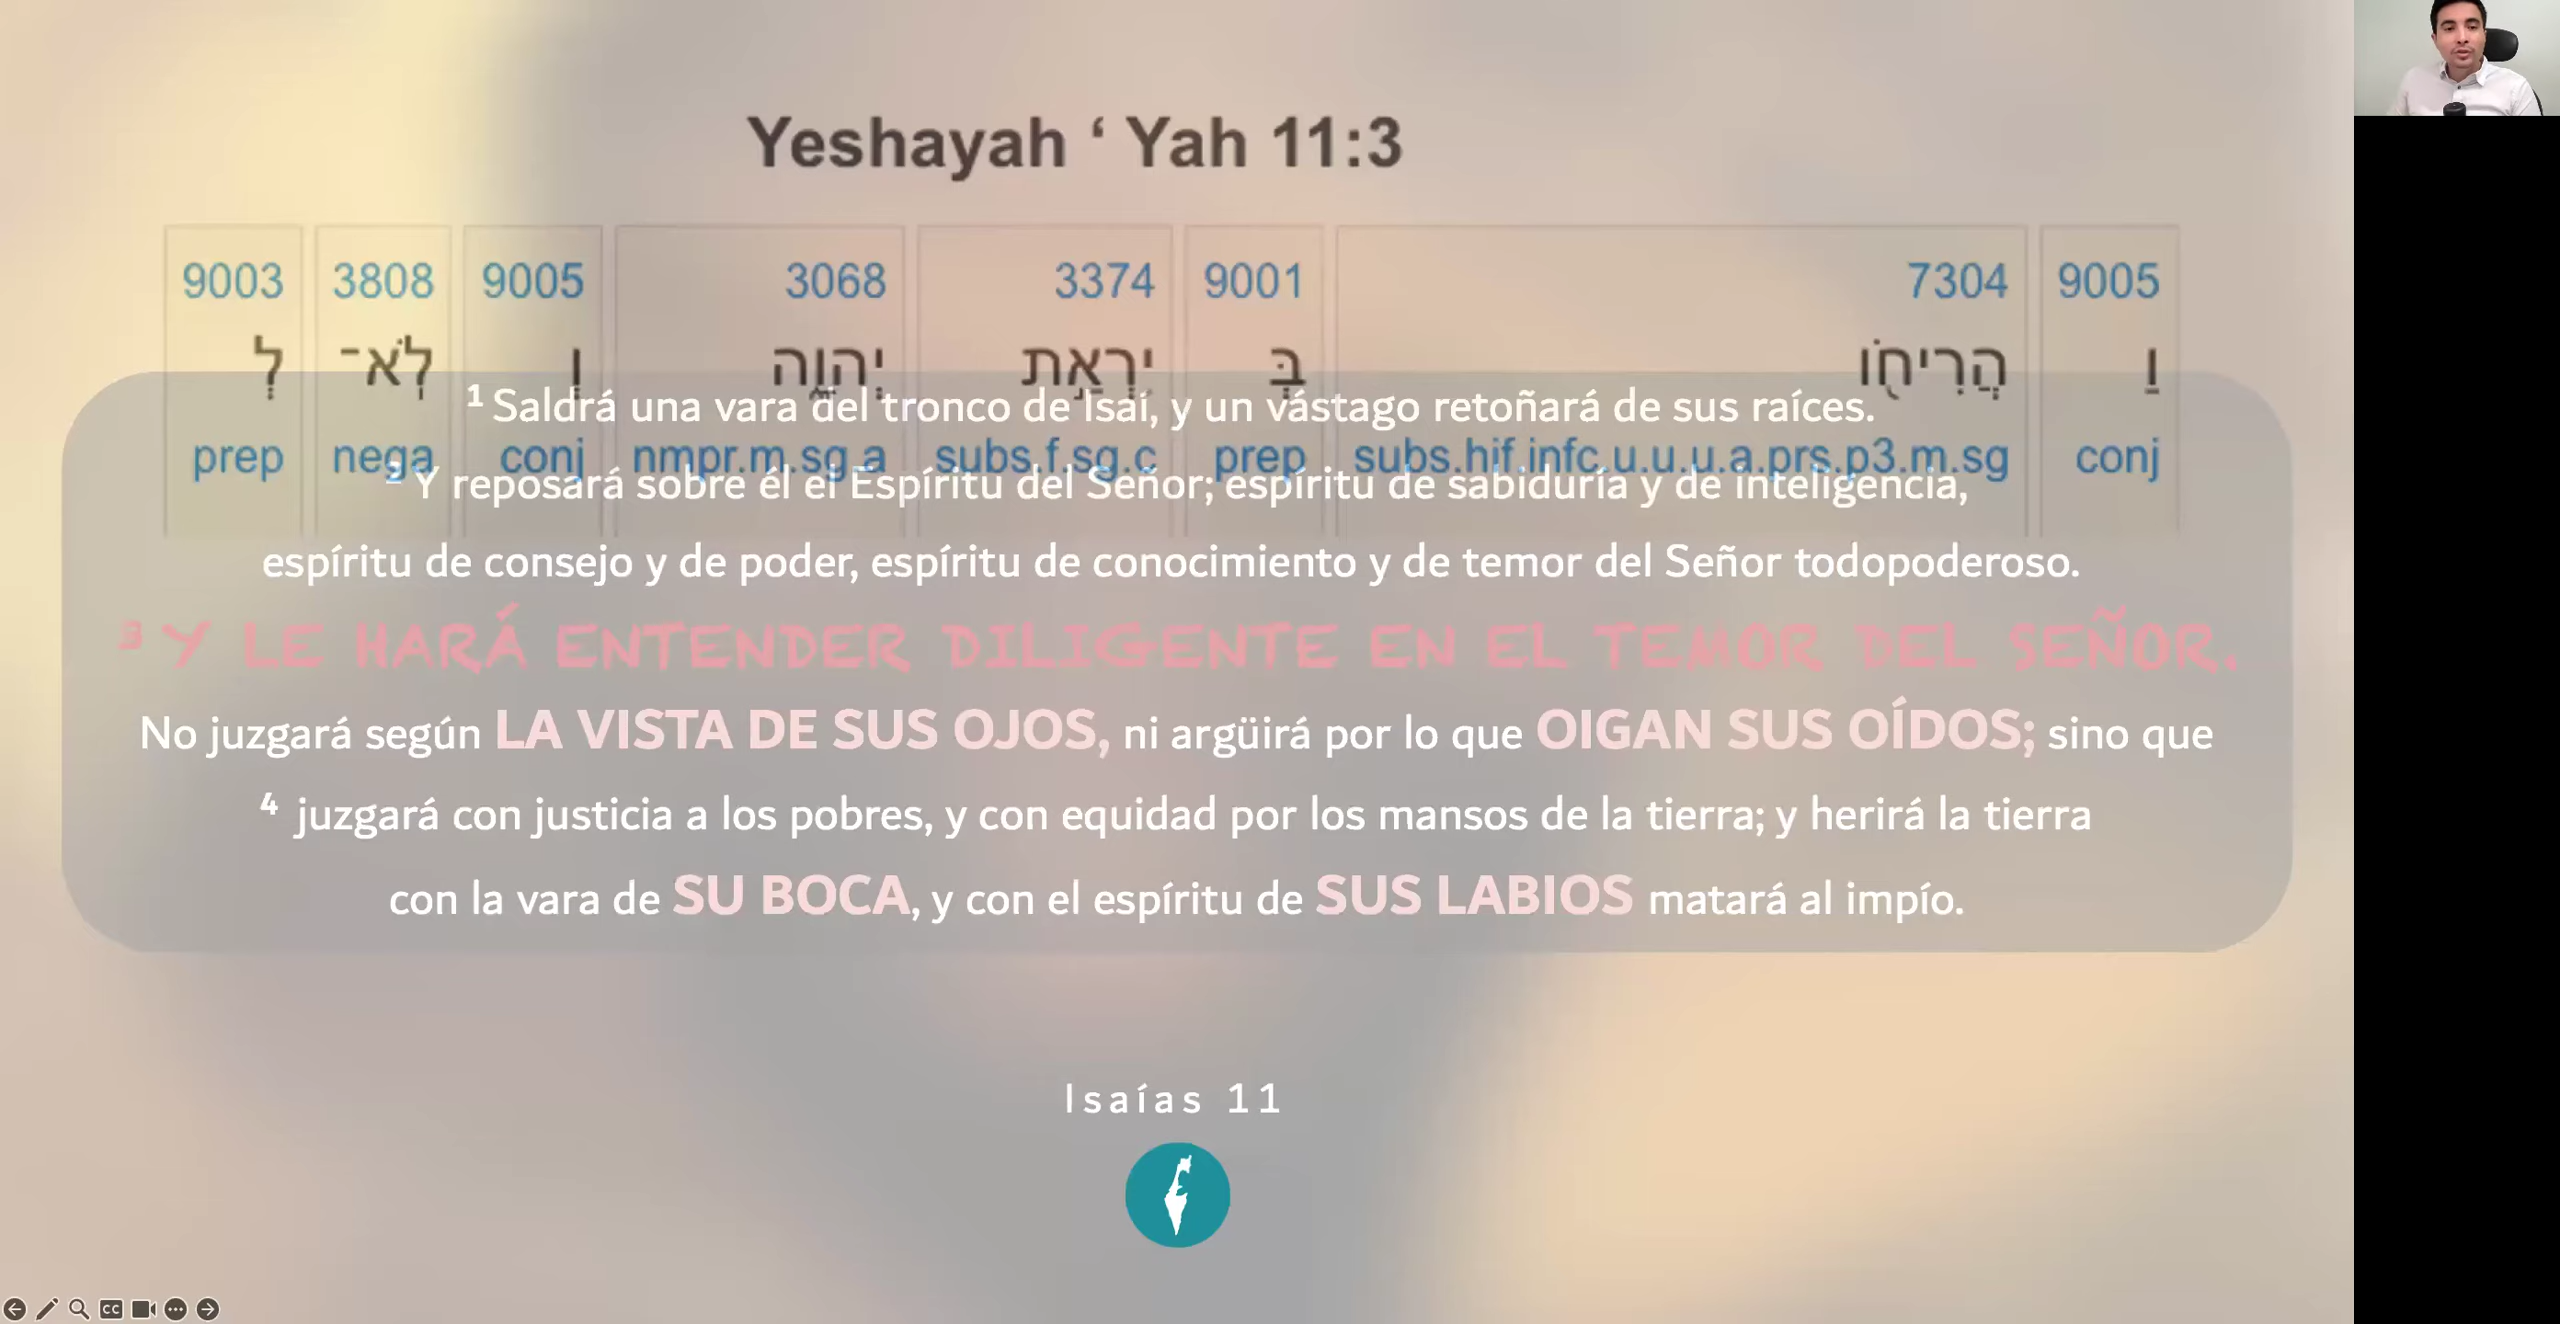 Yeshayah ‘ Yah 11:3
9003 3808 9005 3068 3374 9001 7304 9005
וַ הֲרִיחֹ֖ו בְּ יִרְאַ֣ת יְהוָ֑ה וְ לֹֽא־ לְ
prep nega conj nmpr.m.sg.a subs.f.sg.c prep subs.hif.infc.u.u.u.a.prs.p3.m.sg conj
1 Saldrá una vara del tronco de Isaí, y un vástago retoñará de sus raíces.
2 Y reposará sobre él el Espíritu del Señor; espíritu de sabiduría y de inteligencia,
espíritu de consejo y de poder, espíritu de conocimiento y de temor del Señor todopoderoso.
3 Y LE HARÁ ENTENDER DILIGENTE EN EL TEMOR DEL SEÑOR.
No juzgará según LA VISTA DE SUS OJOS, ni argüirá por lo que OIGAN SUS OÍDOS; sino que
4 juzgará con justicia a los pobres, y con equidad por los mansos de la tierra; y herirá la tierra
con la vara de SU BOCA, y con el espíritu de SUS LABIOS matará al impío.
Isaías 11
CC